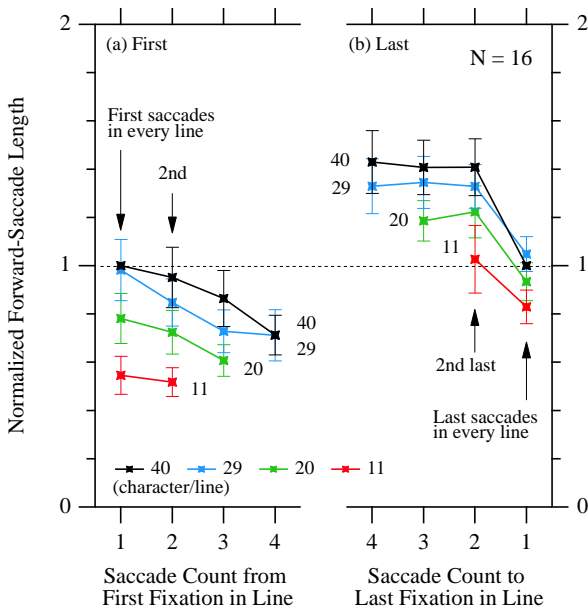 2
2
(a) First
(b) Last
N = 16
First saccades
in every line
2nd
40
29
20
11
1
1
40
29
20
11
2nd last
Last saccades
in every line
40
29
20
11
(character/line)
0
0
1 2 3 4
4 3 2 1
Saccade Count from
First Fixation in Line
Saccade Count to
Last Fixation in Line
Normalized Forward-Saccade Length